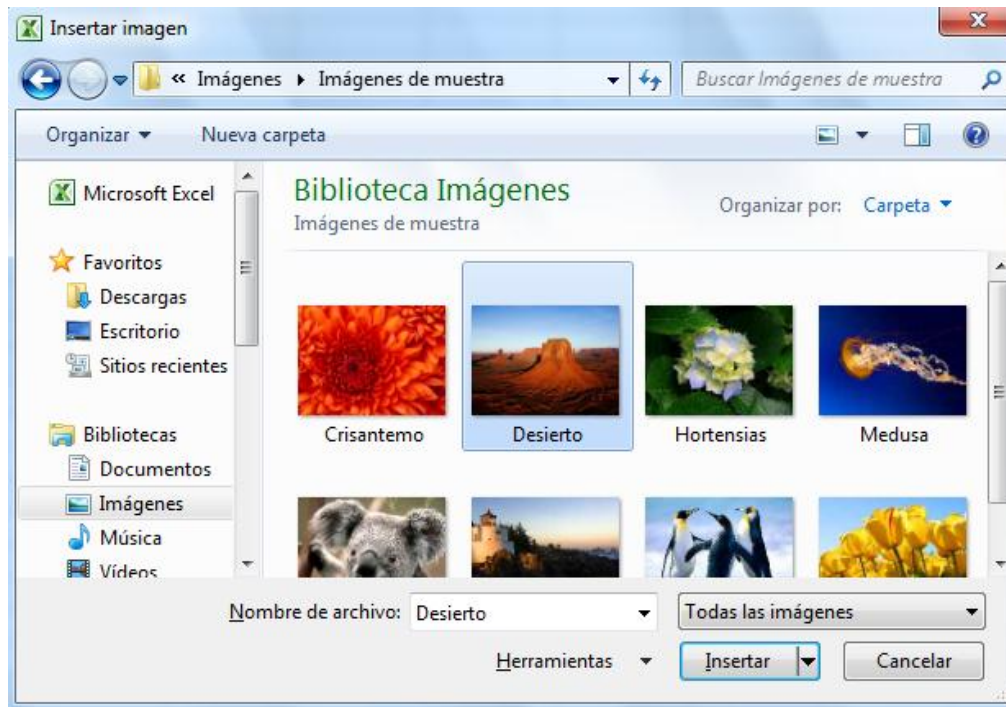 Insertar imagen
x
« Imágenes Imágenes de muestra Buscar Imágenes de muestra
Organizar Nueva carpeta ?
Microsoft Excel
Favoritos
Descargas
Escritorio
Sitios recientes
Bibliotecas
Documentos
Imágenes
Música
Vídeos
Biblioteca Imágenes
Imágenes de muestra
Organizar por: Carpeta
Crisantemo Desierto Hortensias Medusa
Nombre de archivo: Desierto Todas las imágenes
Herramientas Insertar Cancelar